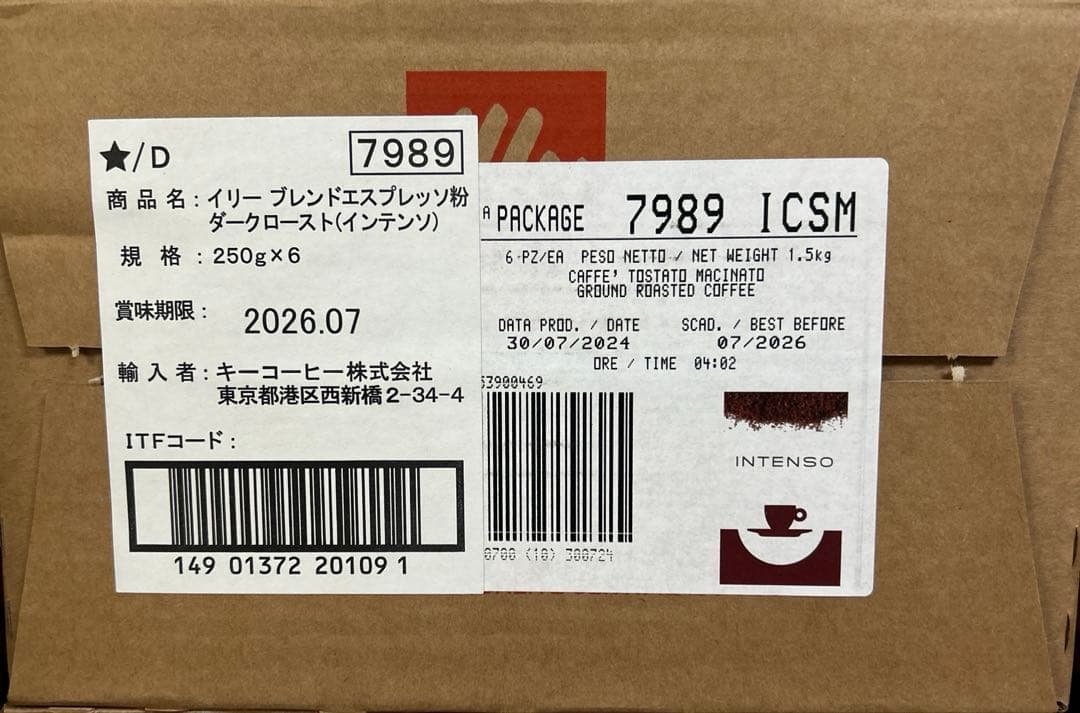 ★/D 7989
商品名:イリー ブレンドエスプレッソ粉
ダークロースト(インテンソ)
規格:250g×6
賞味期限: 2026.07
輸入者:キーコーヒー株式会社
東京都港区西新橋2-34-4
ITFコード:
149 01372 20109 1
A PACKAGE 7989 ICSM
6 PZ/EA PESO NETTO / NET WEIGHT 1.5kg
CAFFE' TOSTATO MACINATO
GROUND ROASTED COFFEE
DATA PROD. / DATE SCAD. / BEST BEFORE
30/07/2024 07/2026
ORE / TIME 04:02
53900469
INTENSO
0700 (10) 300724